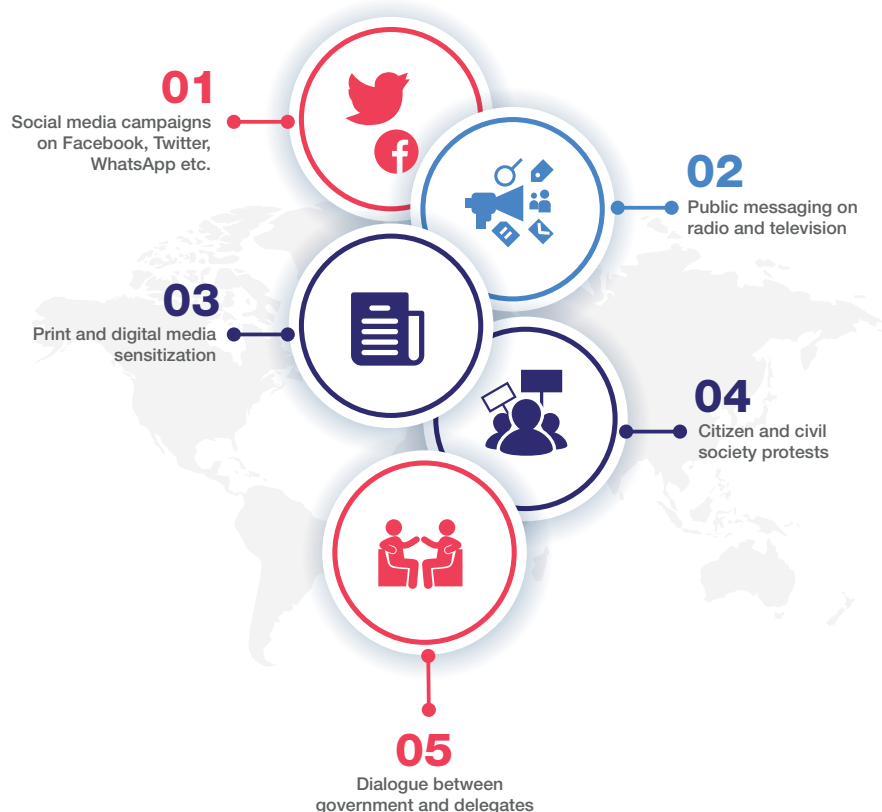 01
Social media campaigns
on Facebook, Twitter,
WhatsApp etc.
02
Public messaging on
radio and television
03
Print and digital media
sensitization
04
Citizen and civil
society protests
05
Dialogue between
government and delegates